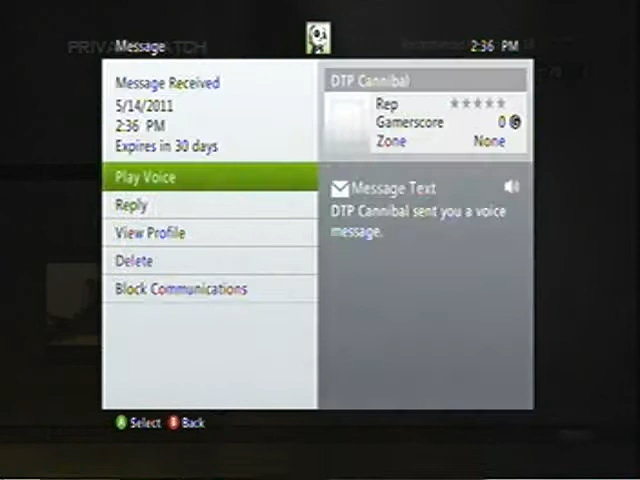 Message
2:36 PM
Message Received
5/14/2011
2:36 PM
Expires in 30 days
Play Voice
Reply
View Profile
Delete
Block Communications
DTP Cannibal
Rep
Gamerscore 0 G
Zone None
Message Text
DTP Cannibal sent you a voice
message.
A Select B Back